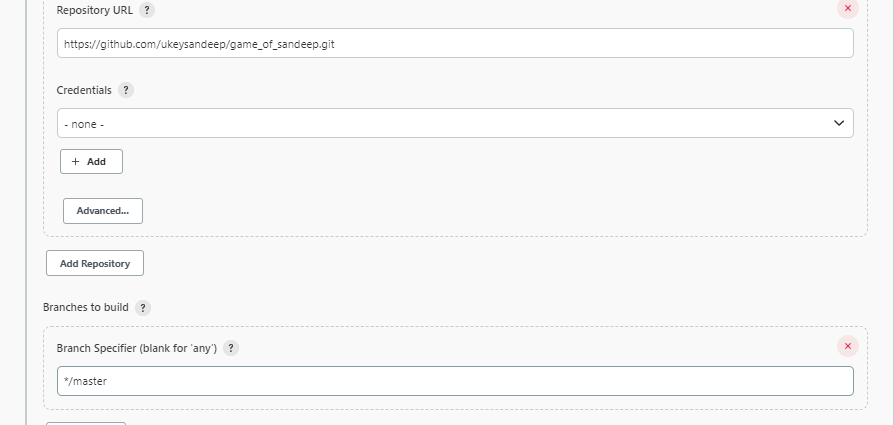 Repository URL ?
https://github.com/ukeysandeep/game_of_sandeep.git
Credentials ?
- none -
+ Add
Advanced...
Add Repository
Branches to build ?
Branch Specifier (blank for 'any') ?
*/master